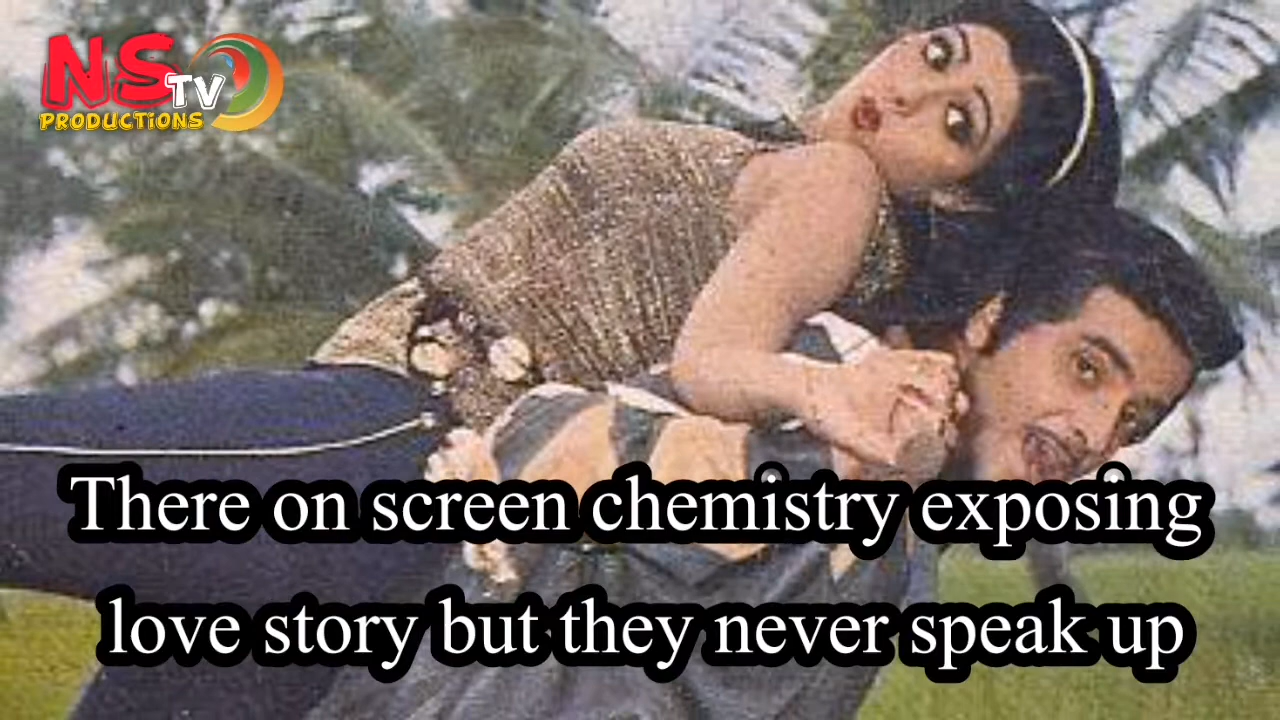 NS
TV
PRODUCTIONS
There on screen chemistry exposing
love story but they never speak up